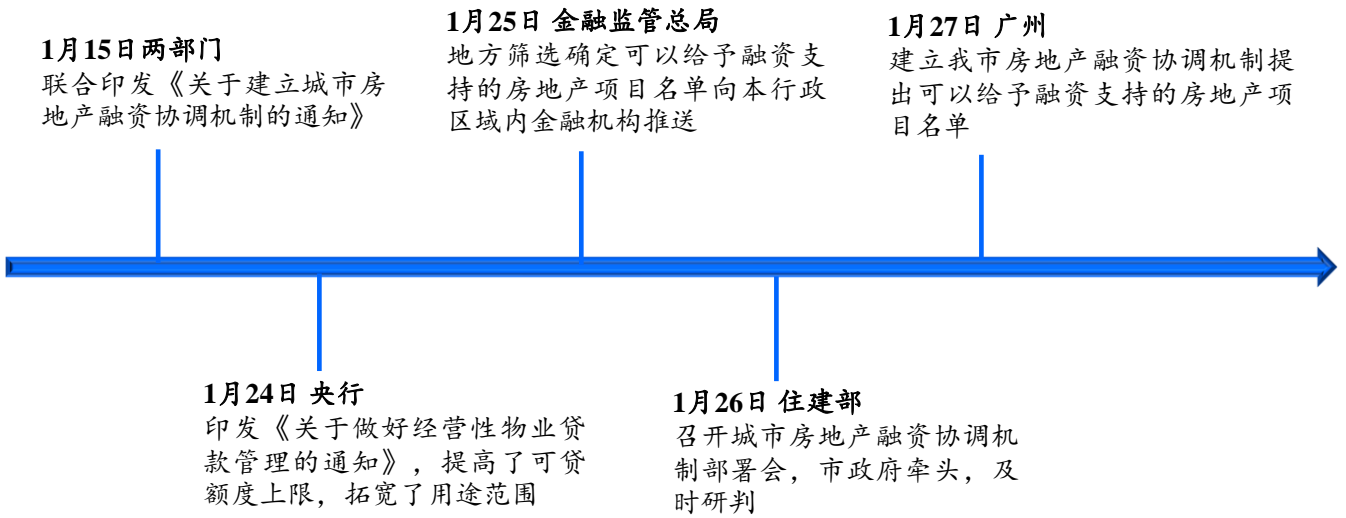 1月15日两部门
联合印发《关于建立城市房
地产融资协调机制的通知》
1月25日 金融监管总局
地方筛选确定可以给予融资支
持的房地产项目名单向本行政
区域内金融机构推送
1月27日 广州
建立我市房地产融资协调机制提
出可以给予融资支持的房地产项
目名单
1月24日 央行
印发《关于做好经营性物业贷
款管理的通知》，提高了可贷
额度上限，拓宽了用途范围
1月26日 住建部
召开城市房地产融资协调机
制部署会，市政府牵头，及
时研判